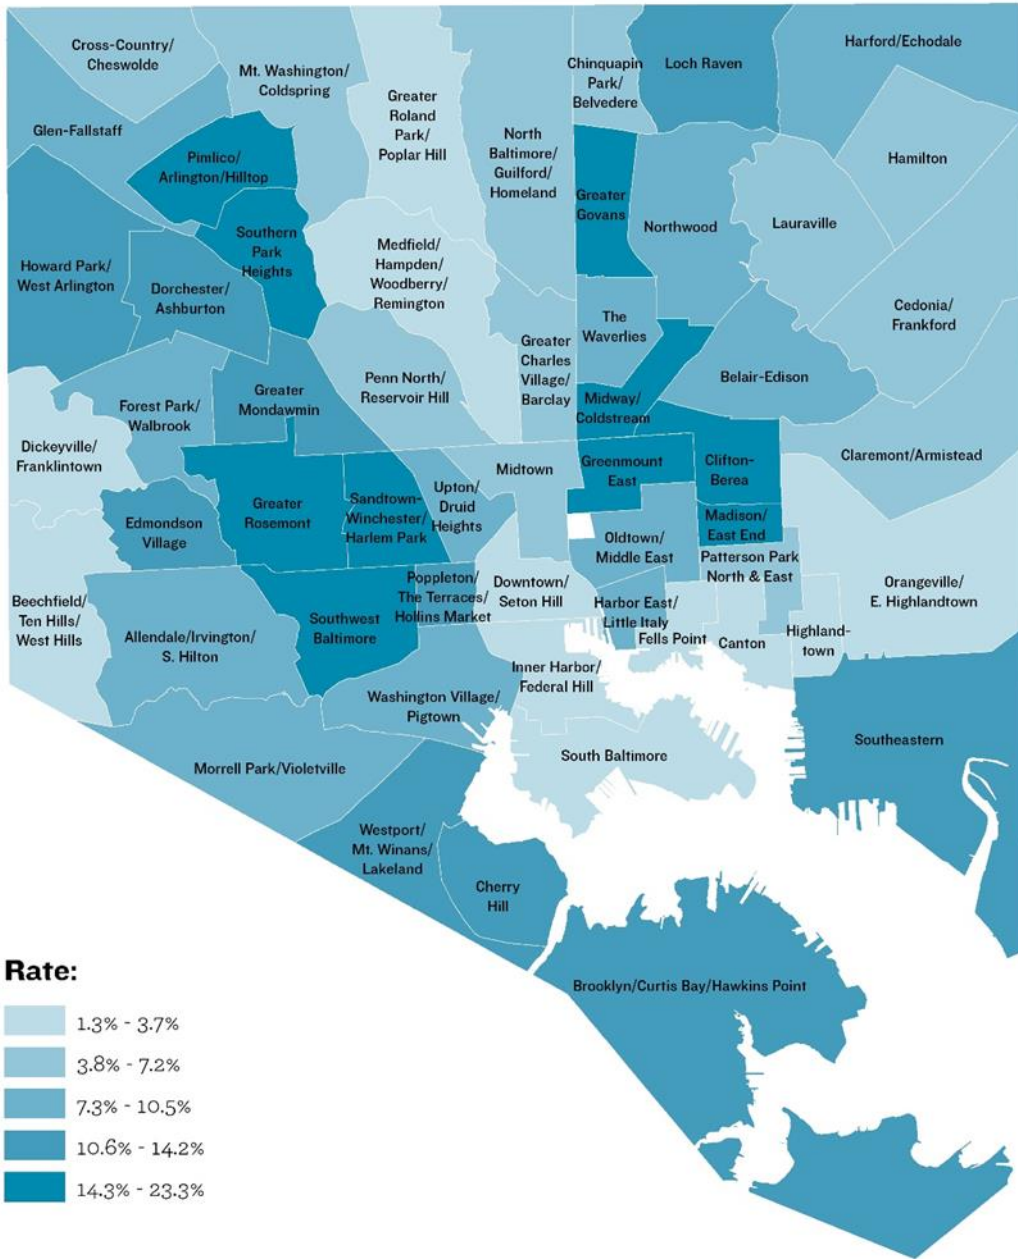 Cross-Country/
Cheswolde
Mt. Washington/
Coldspring
Greater
Roland
Park/
Poplar Hill
North
Baltimore/
Guilford/
Homeland
Chinquapin
Park/
Belvedere
Loch Raven
Harford/Echodale
Glen-Fallstaff
Pimlico/
Arlington/Hilltop
Hamilton
Greater
Govans
Northwood
Lauraville
Southern
Park
Heights
Medfield/
Hampden/
Woodberry/
Remington
Howard Park/
West Arlington
Dorchester/
Ashburton
Cedonia/
Frankford
The
Waverlies
Greater
Charles
Village/
Barclay
Penn North/
Reservoir Hill
Belair-Edison
Greater
Mondawmin
Forest Park/
Walbrook
Midway/
Coldstream
Dickeyville/
Franklintown
Claremont/Armistead
Midtown
Greenmount
East
Clifton-
Berea
Greater
Rosemont
Sandtown-
Winchester/
Harlem Park
Upton/
Druid
Heights
Edmondson
Village
Madison/
East End
Oldtown/
Middle East
Patterson Park
North & East
Beechfield/
Ten Hills/
West Hills
Allendale/Irvington/
S. Hilton
Southwest
Baltimore
Poppleton/
The Terraces/
Hollins Market
Downtown/
Seton Hill
Harbor East/
Little Italy
Fells Point
Canton
Highland-
town
Orangeville/
E. Highlandtown
Inner Harbor/
Federal Hill
Washington Village/
Pigtown
South Baltimore
Southeastern
Morrell Park/Violetville
Westport/
Mt. Winans/
Lakeland
Cherry
Hill
Brooklyn/Curtis Bay/Hawkins Point
Rate:
1.3% - 3.7%
3.8% - 7.2%
7.3% - 10.5%
10.6% - 14.2%
14.3% - 23.3%